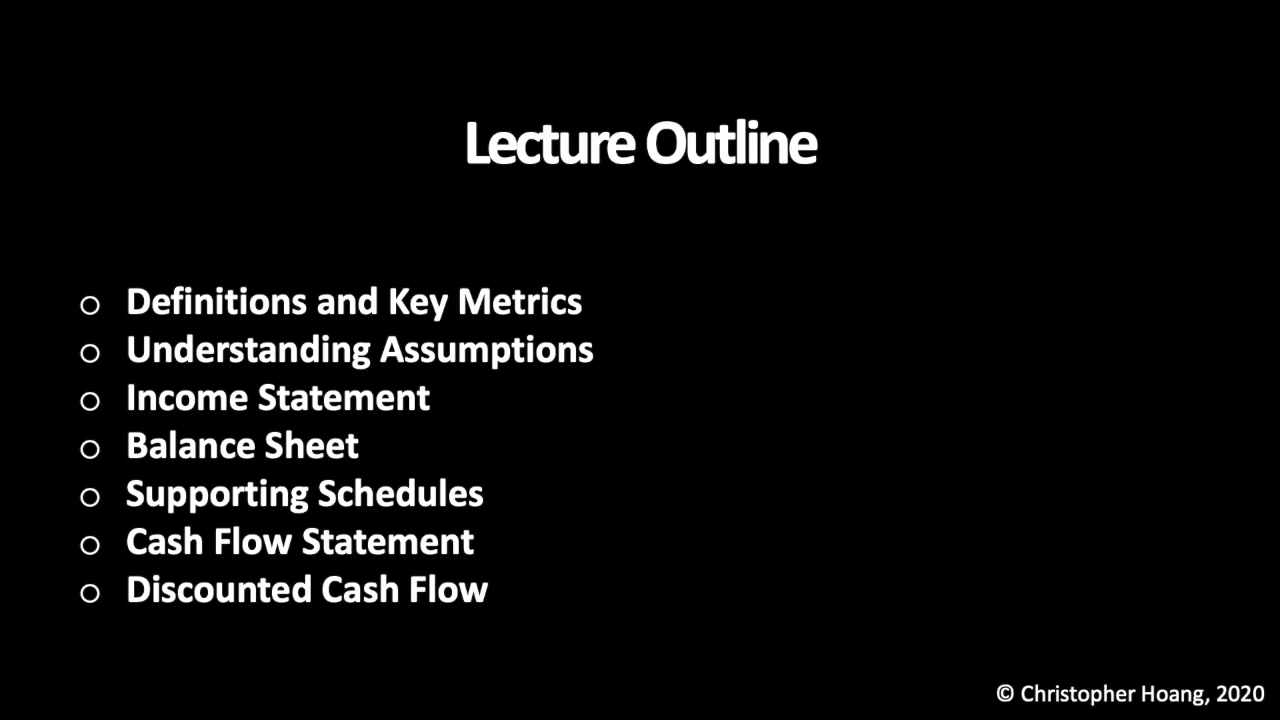 Lecture Outline
o Definitions and Key Metrics
o Understanding Assumptions
o Income Statement
o Balance Sheet
o Supporting Schedules
o Cash Flow Statement
o Discounted Cash Flow
© Christopher Hoang, 2020